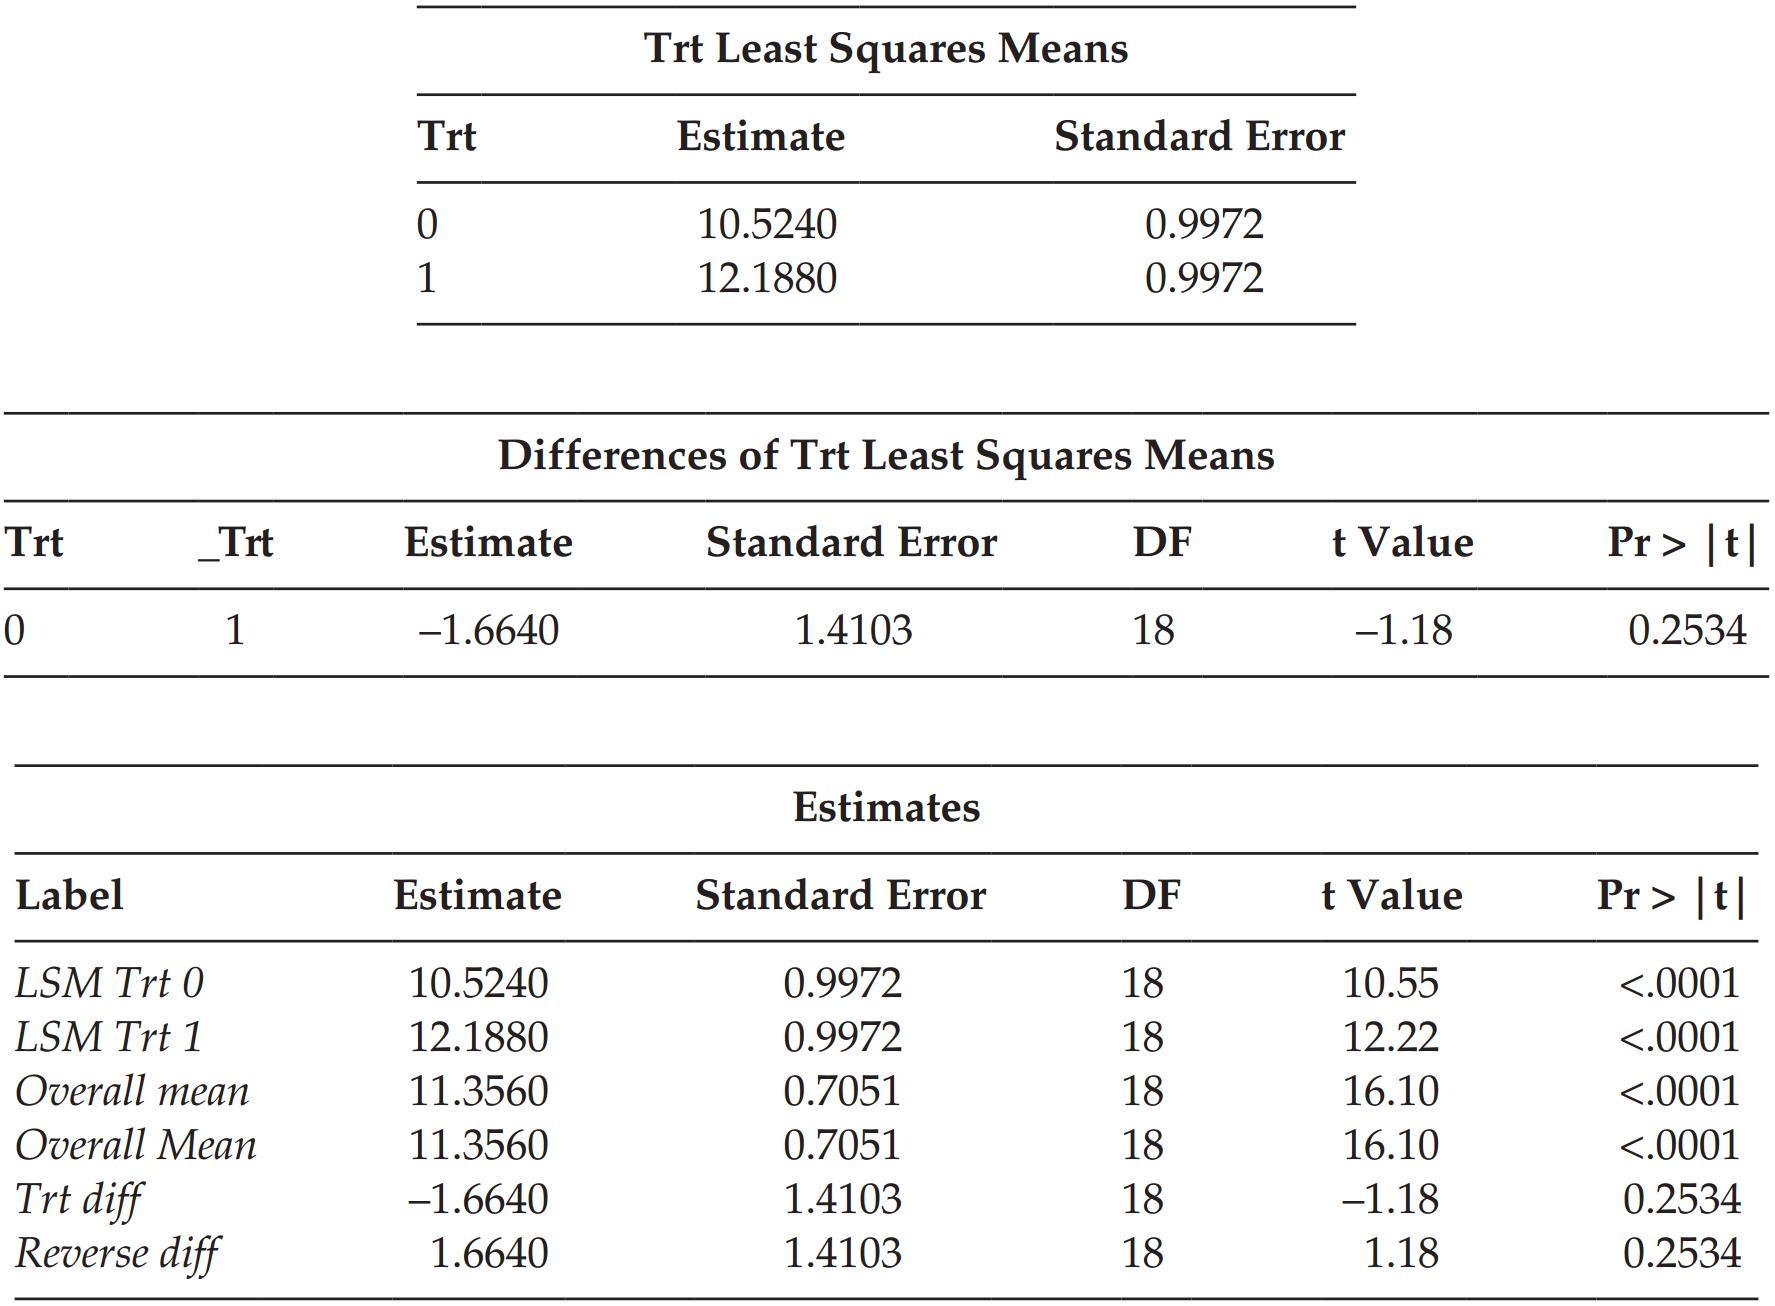 Trt Least Squares Means
Trt Estimate Standard Error
0 10.5240 0.9972
1 12.1880 0.9972
Differences of Trt Least Squares Means
Trt _Trt Estimate Standard Error DF t Value Pr > |t|
0 1 –1.6640 1.4103 18 –1.18 0.2534
Estimates
Label Estimate Standard Error DF t Value Pr > |t|
LSM Trt 0 10.5240 0.9972 18 10.55 <.0001
LSM Trt 1 12.1880 0.9972 18 12.22 <.0001
Overall mean 11.3560 0.7051 18 16.10 <.0001
Overall Mean 11.3560 0.7051 18 16.10 <.0001
Trt diff –1.6640 1.4103 18 –1.18 0.2534
Reverse diff 1.6640 1.4103 18 1.18 0.2534